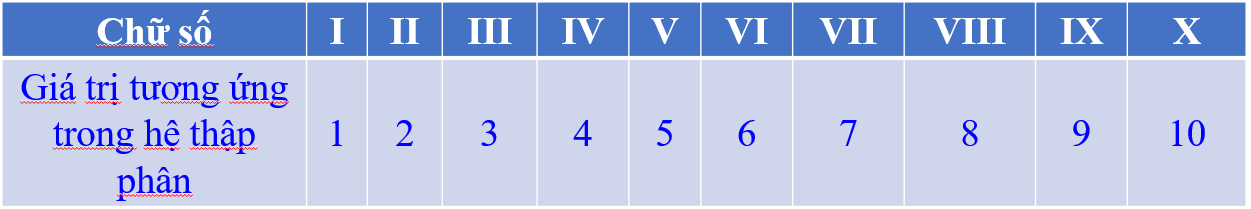 Chữ số I II III IV V VI VII VIII IX X
Giá trị tương ứng
trong hệ thập
phân
1 2 3 4 5 6 7 8 9 10